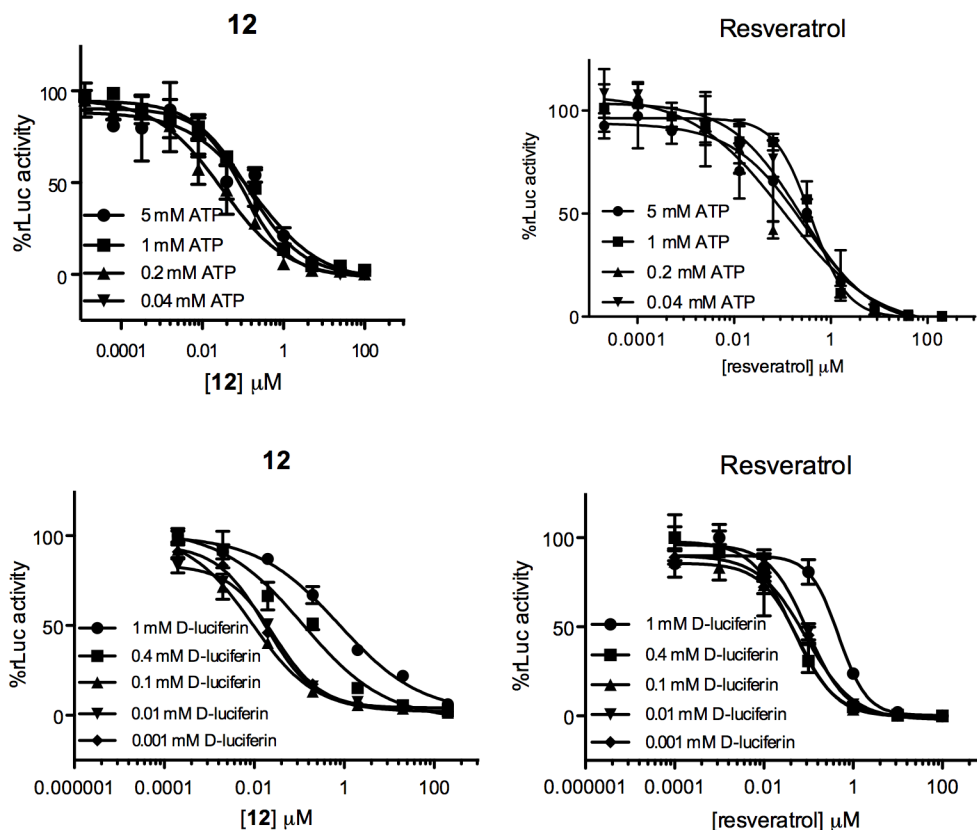 12
%rLuc activity
100
50
0
5 mM ATP
1 mM ATP
0.2 mM ATP
0.04 mM ATP
0.0001 0.01 1 100
[12] μM
Resveratrol
%rLuc activity
100
50
0
5 mM ATP
1 mM ATP
0.2 mM ATP
0.04 mM ATP
0.0001 0.01 1 100
[resveratrol] μM
12
%rLuc activity
100
50
0
1 mM D-luciferin
0.4 mM D-luciferin
0.1 mM D-luciferin
0.01 mM D-luciferin
0.001 mM D-luciferin
0.000001 0.0001 0.01 1 100
[12] μM
Resveratrol
%rLuc activity
100
50
0
1 mM D-luciferin
0.4 mM D-luciferin
0.1 mM D-luciferin
0.01 mM D-luciferin
0.001 mM D-luciferin
0.000001 0.0001 0.01 1 100
[resveratrol] μM